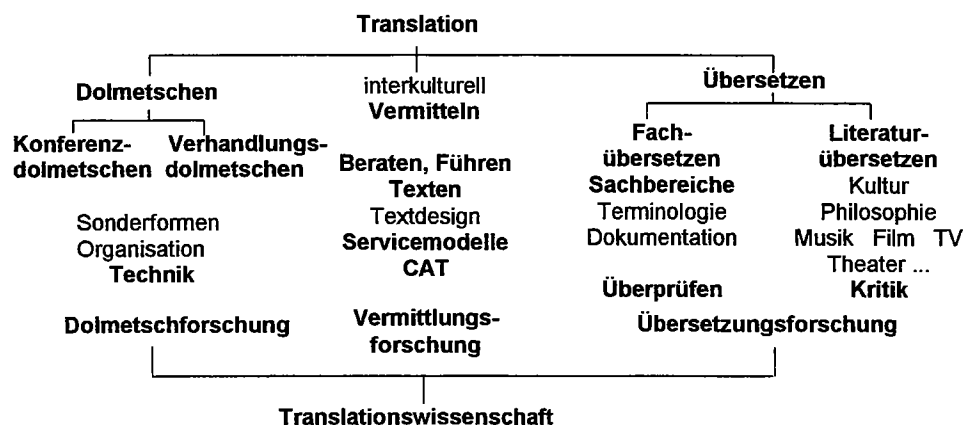 Translation
Dolmetschen
Konferenz-
dolmetschen
Verhandlungs-
dolmetschen
Sonderformen
Organisation
Technik
Dolmetschforschung
interkulturell
Vermitteln
Beraten, Führen
Texten
Textdesign
Servicemodelle
CAT
Vermittlungs-
forschung
Übersetzen
Fach-
übersetzen
Sachbereiche
Terminologie
Dokumentation
Überprüfen
Literatur-
übersetzen
Kultur
Philosophie
Musik Film TV
Theater ...
Kritik
Übersetzungsforschung
Translationswissenschaft